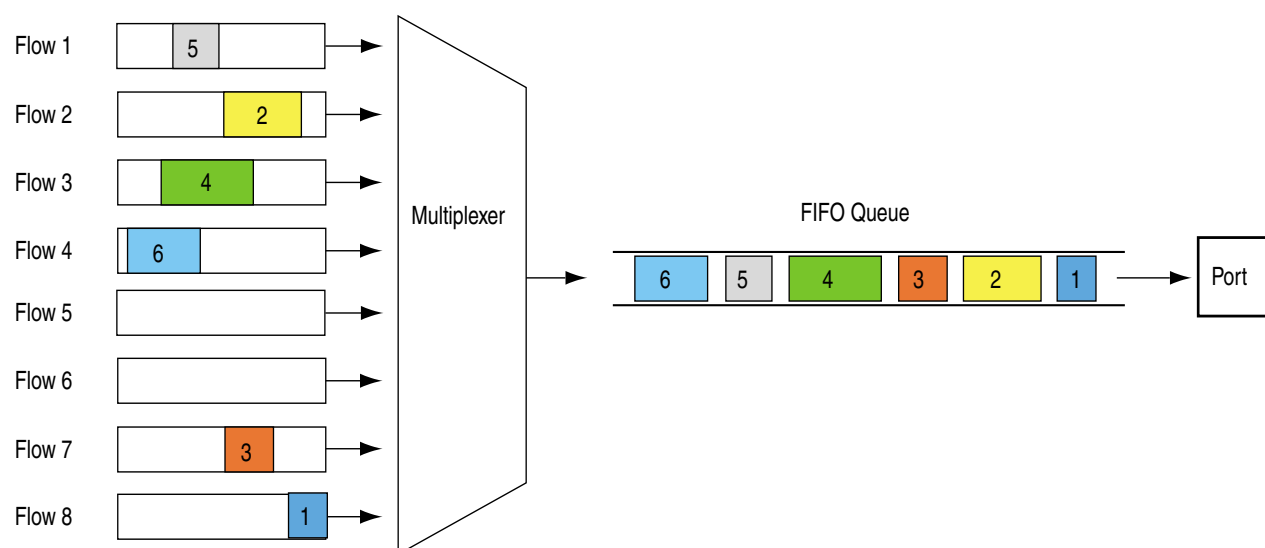 Flow 1
5
Flow 2
2
Flow 3
4
Flow 4
6
Flow 5
Flow 6
Flow 7
3
Flow 8
1
Multiplexer
FIFO Queue
6 5 4 3 2 1
Port